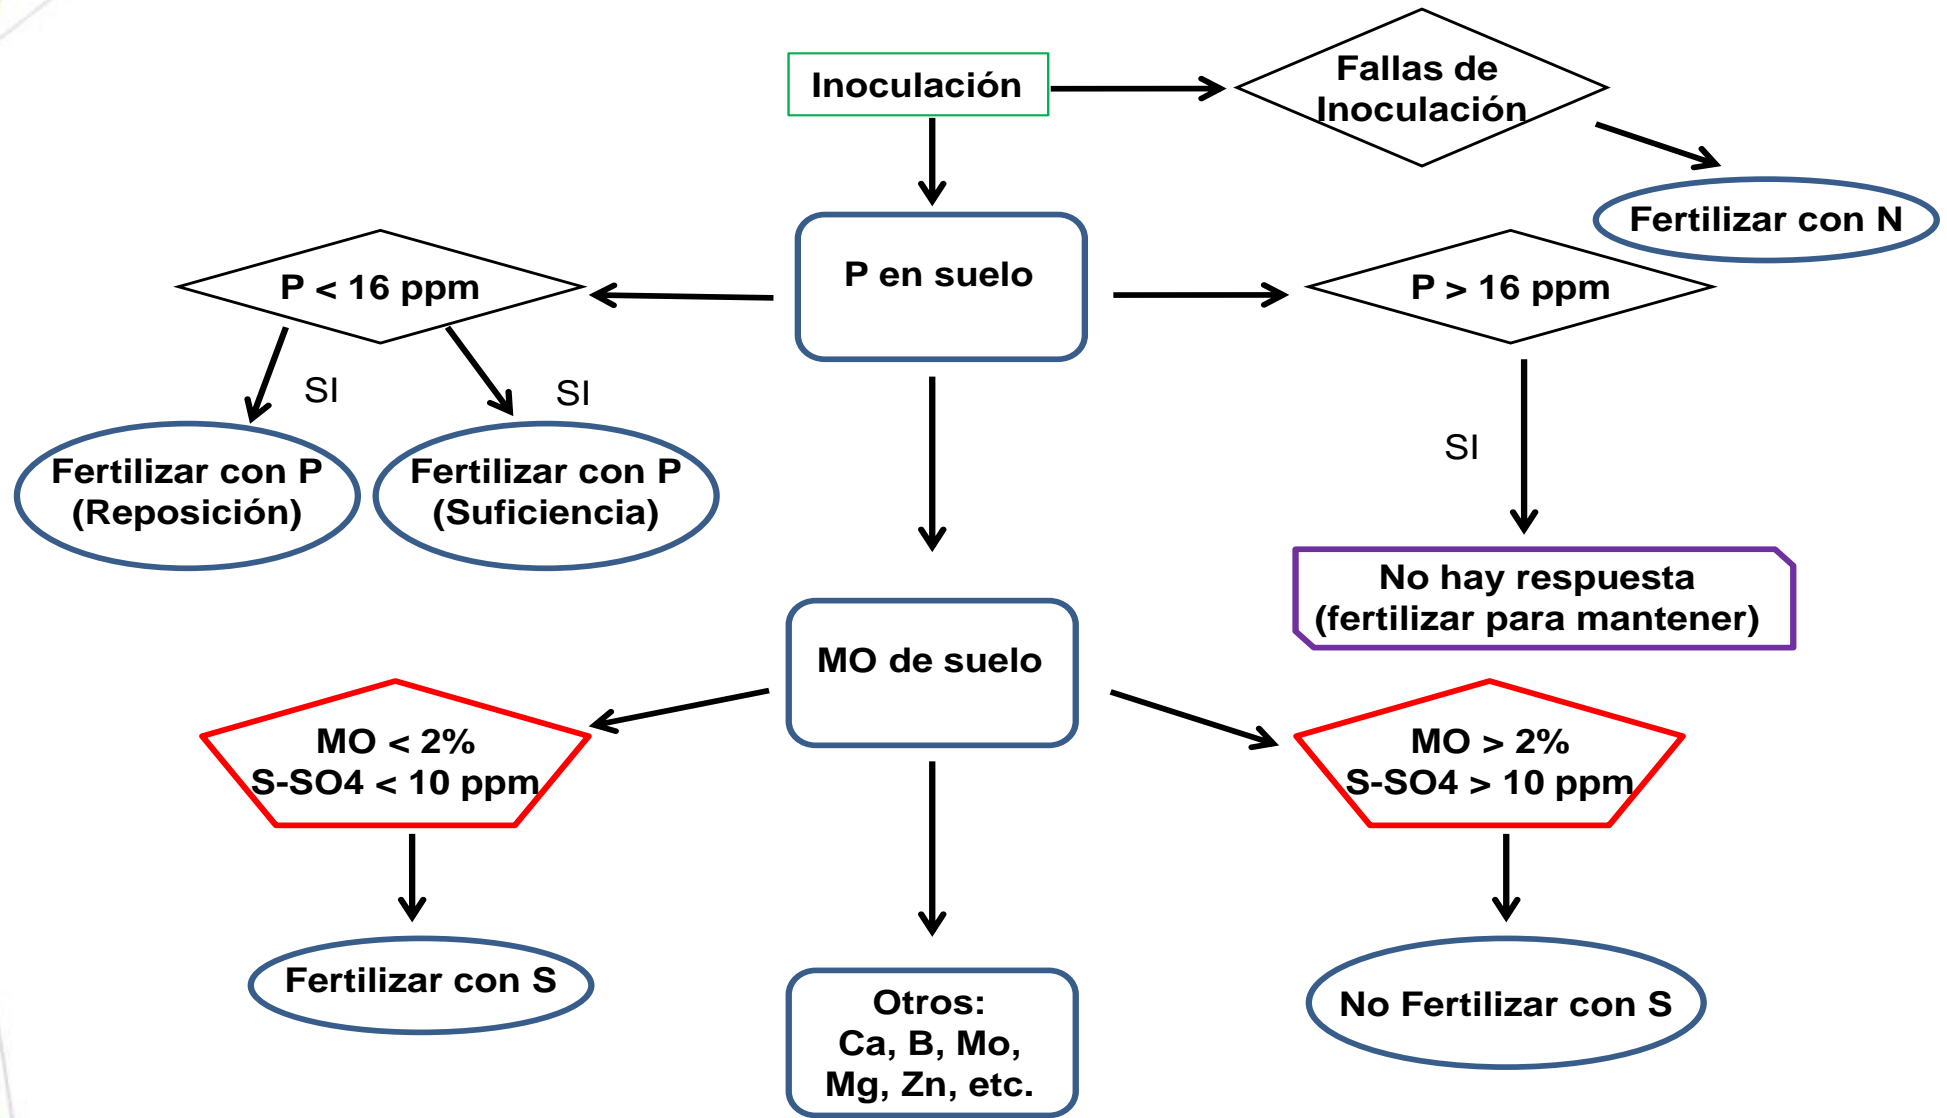 Inoculación
Fallas de
Inoculación
Fertilizar con N
P en suelo
P < 16 ppm
P > 16 ppm
SI
SI
SI
Fertilizar con P
(Reposición)
Fertilizar con P
(Suficiencia)
No hay respuesta
(fertilizar para mantener)
MO de suelo
MO < 2%
S-SO4 < 10 ppm
MO > 2%
S-SO4 > 10 ppm
Fertilizar con S
Otros:
Ca, B, Mo,
Mg, Zn, etc.
No Fertilizar con S